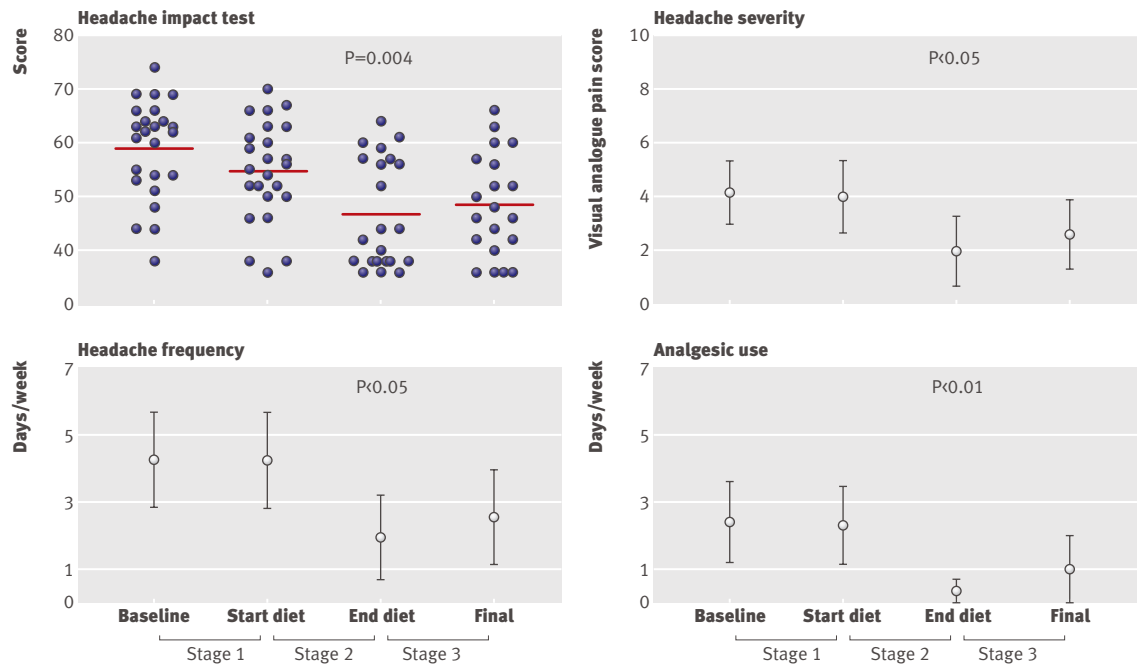 Headache impact test
Score
80
70
60
50
40
0
P=0.004
Headache severity
Visual analogue pain score
10
8
6
4
2
0
P<0.05
Headache frequency
Days/week
7
5
3
1
0
P<0.05
Baseline Start diet End diet Final
Stage 1 Stage 2 Stage 3
Analgesic use
Days/week
7
5
3
1
0
P<0.01
Baseline Start diet End diet Final
Stage 1 Stage 2 Stage 3